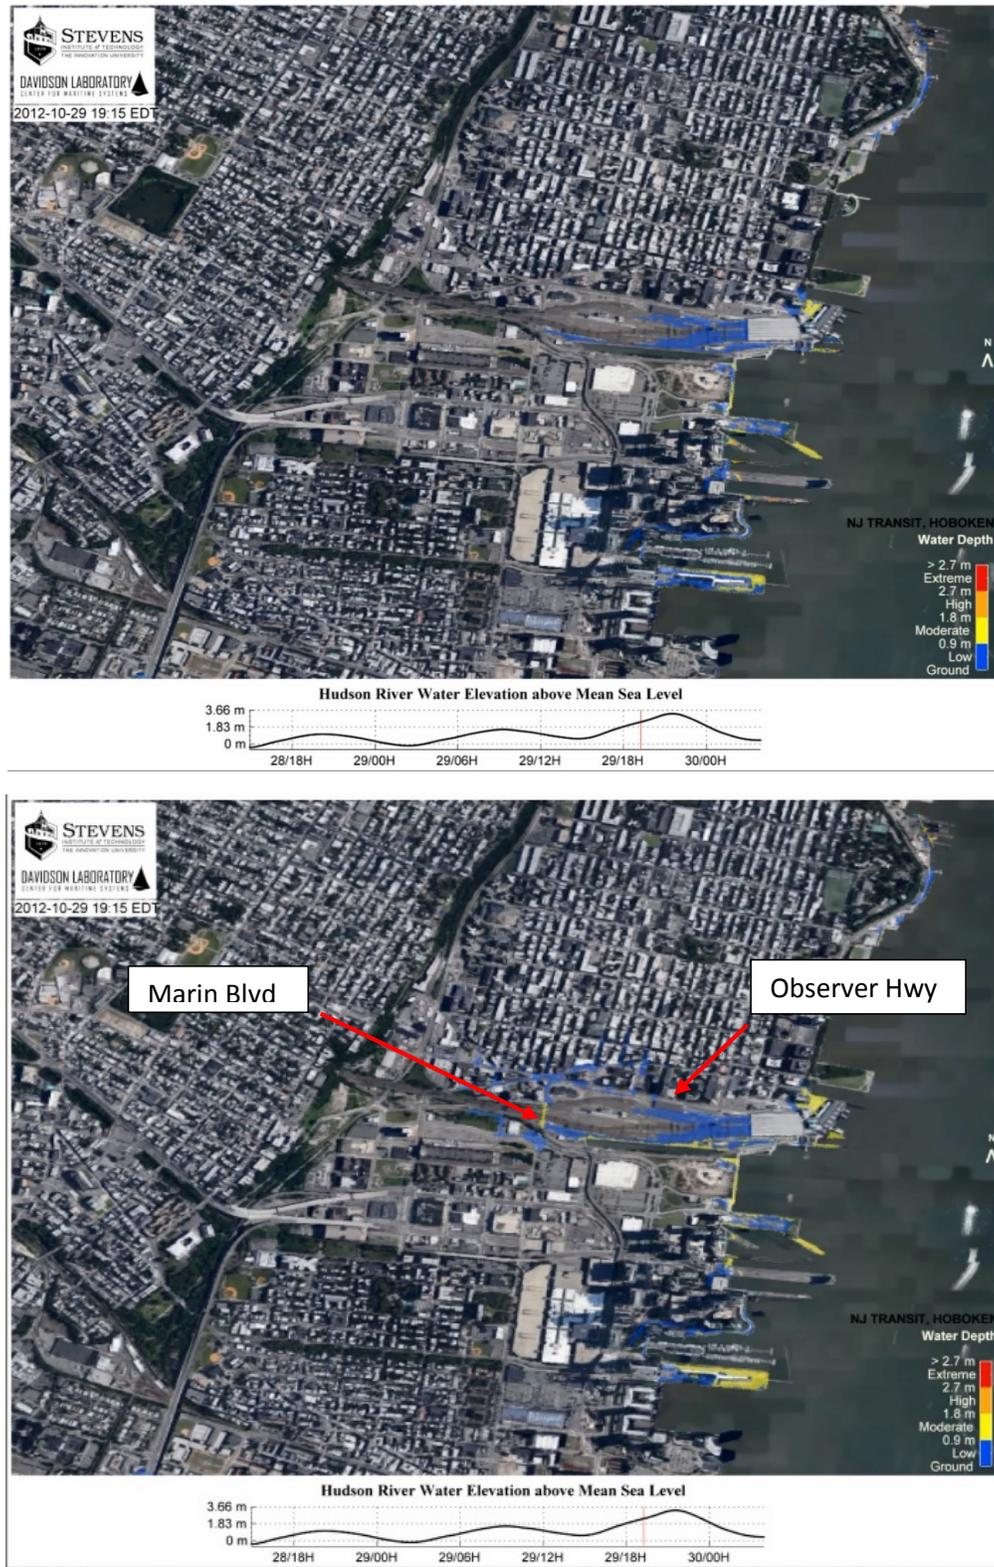 STEVENS
INSTITUTE of TECHNOLOGY
THE INNOVATION UNIVERSITY
DAVIDSON LABORATORY
CENTER FOR MARITIME SYSTEMS
2012-10-29 19:15 EDT
N
NJ TRANSIT, HOBOKEN
Water Depth
> 2.7 m
Extreme
2.7 m
High
1.8 m
Moderate
0.9 m
Low
Ground
Hudson River Water Elevation above Mean Sea Level
3.66 m
1.83 m
0 m
28/18H 29/00H 29/06H 29/12H 29/18H 30/00H
STEVENS
INSTITUTE of TECHNOLOGY
THE INNOVATION UNIVERSITY
DAVIDSON LABORATORY
CENTER FOR MARITIME SYSTEMS
2012-10-29 19:15 EDT
Marin Blvd
Observer Hwy
N
NJ TRANSIT, HOBOKEN
Water Depth
> 2.7 m
Extreme
2.7 m
High
1.8 m
Moderate
0.9 m
Low
Ground
Hudson River Water Elevation above Mean Sea Level
3.66 m
1.83 m
0 m
28/18H 29/00H 29/06H 29/12H 29/18H 30/00H